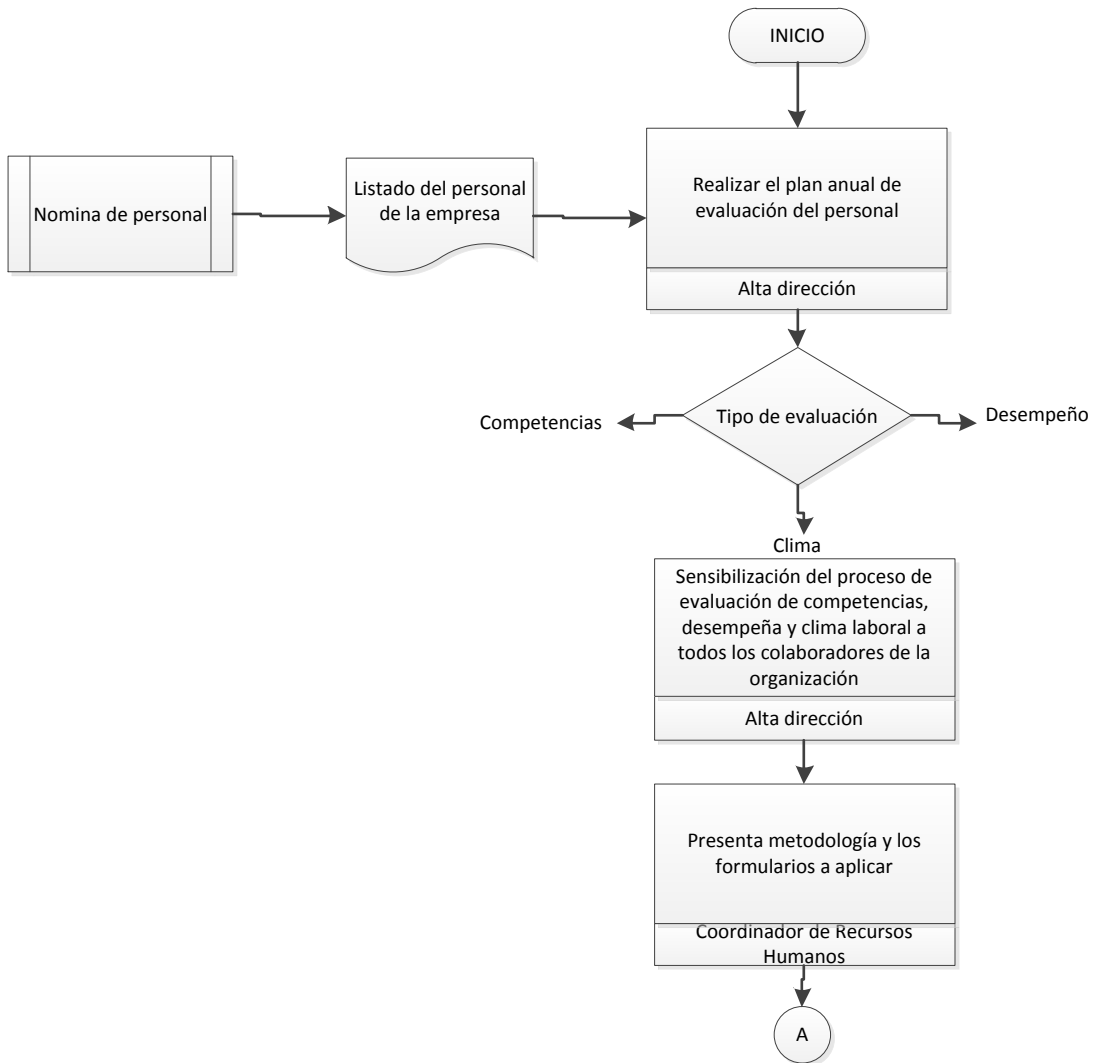 INICIO
Nomina de personal
Listado del personal
de la empresa
Realizar el plan anual de
evaluación del personal
Alta dirección
Competencias
Tipo de evaluación
Desempeño
Clima
Sensibilización del proceso de
evaluación de competencias,
desempeña y clima laboral a
todos los colaboradores de la
organización
Alta dirección
Presenta metodología y los
formularios a aplicar
Coordinador de Recursos
Humanos
A